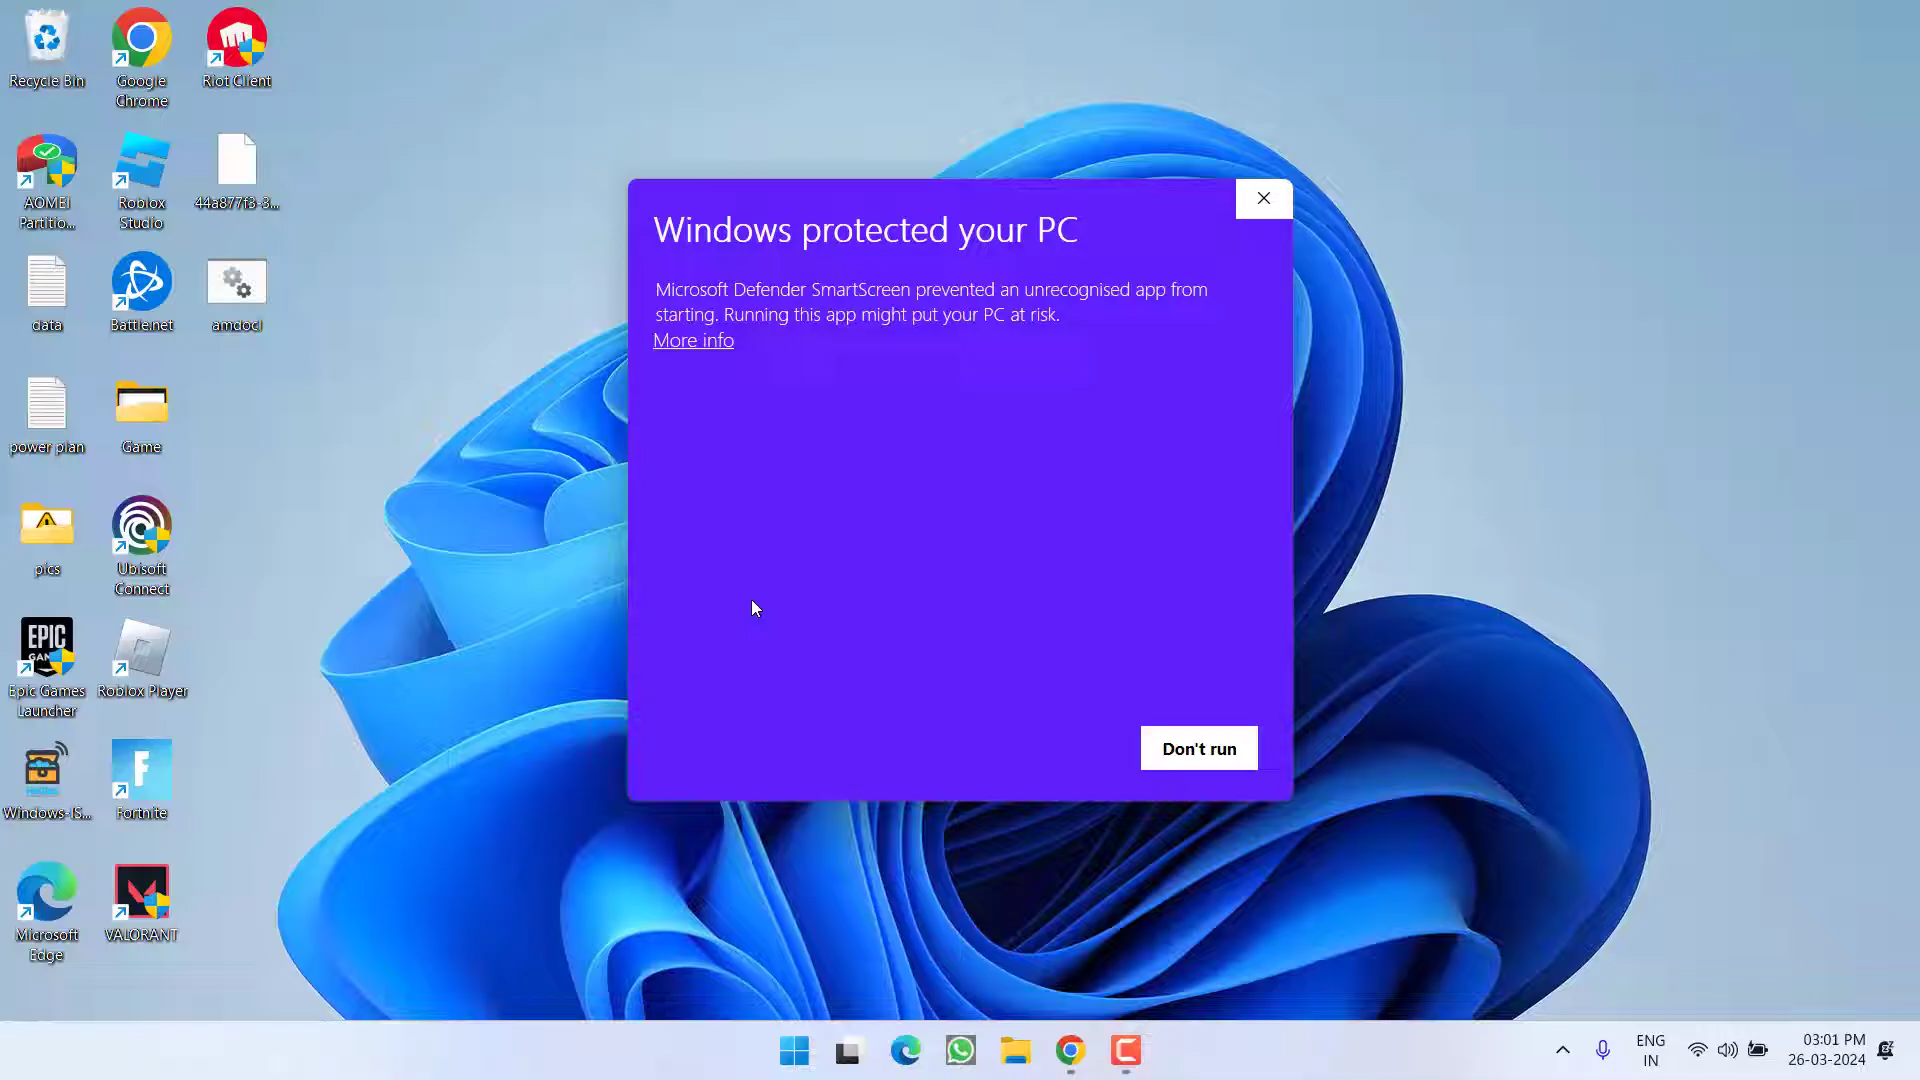 Recycle Bin
Google
Chrome
Riot Client
AOMEI
Partitio...
Roblox
Studio
44a877f3-3...
data
Battle.net
amdocl
power plan
Game
pics
Ubisoft
Connect
EPIC
GAM
Epic Games
Launcher
Roblox Player
Windows-IS...
F
Fortnite
Microsoft
Edge
VALORANT
Windows protected your PC
Microsoft Defender SmartScreen prevented an unrecognised app from
starting. Running this app might put your PC at risk.
More info
Don't run
ENG
IN
03:01 PM
26-03-2024